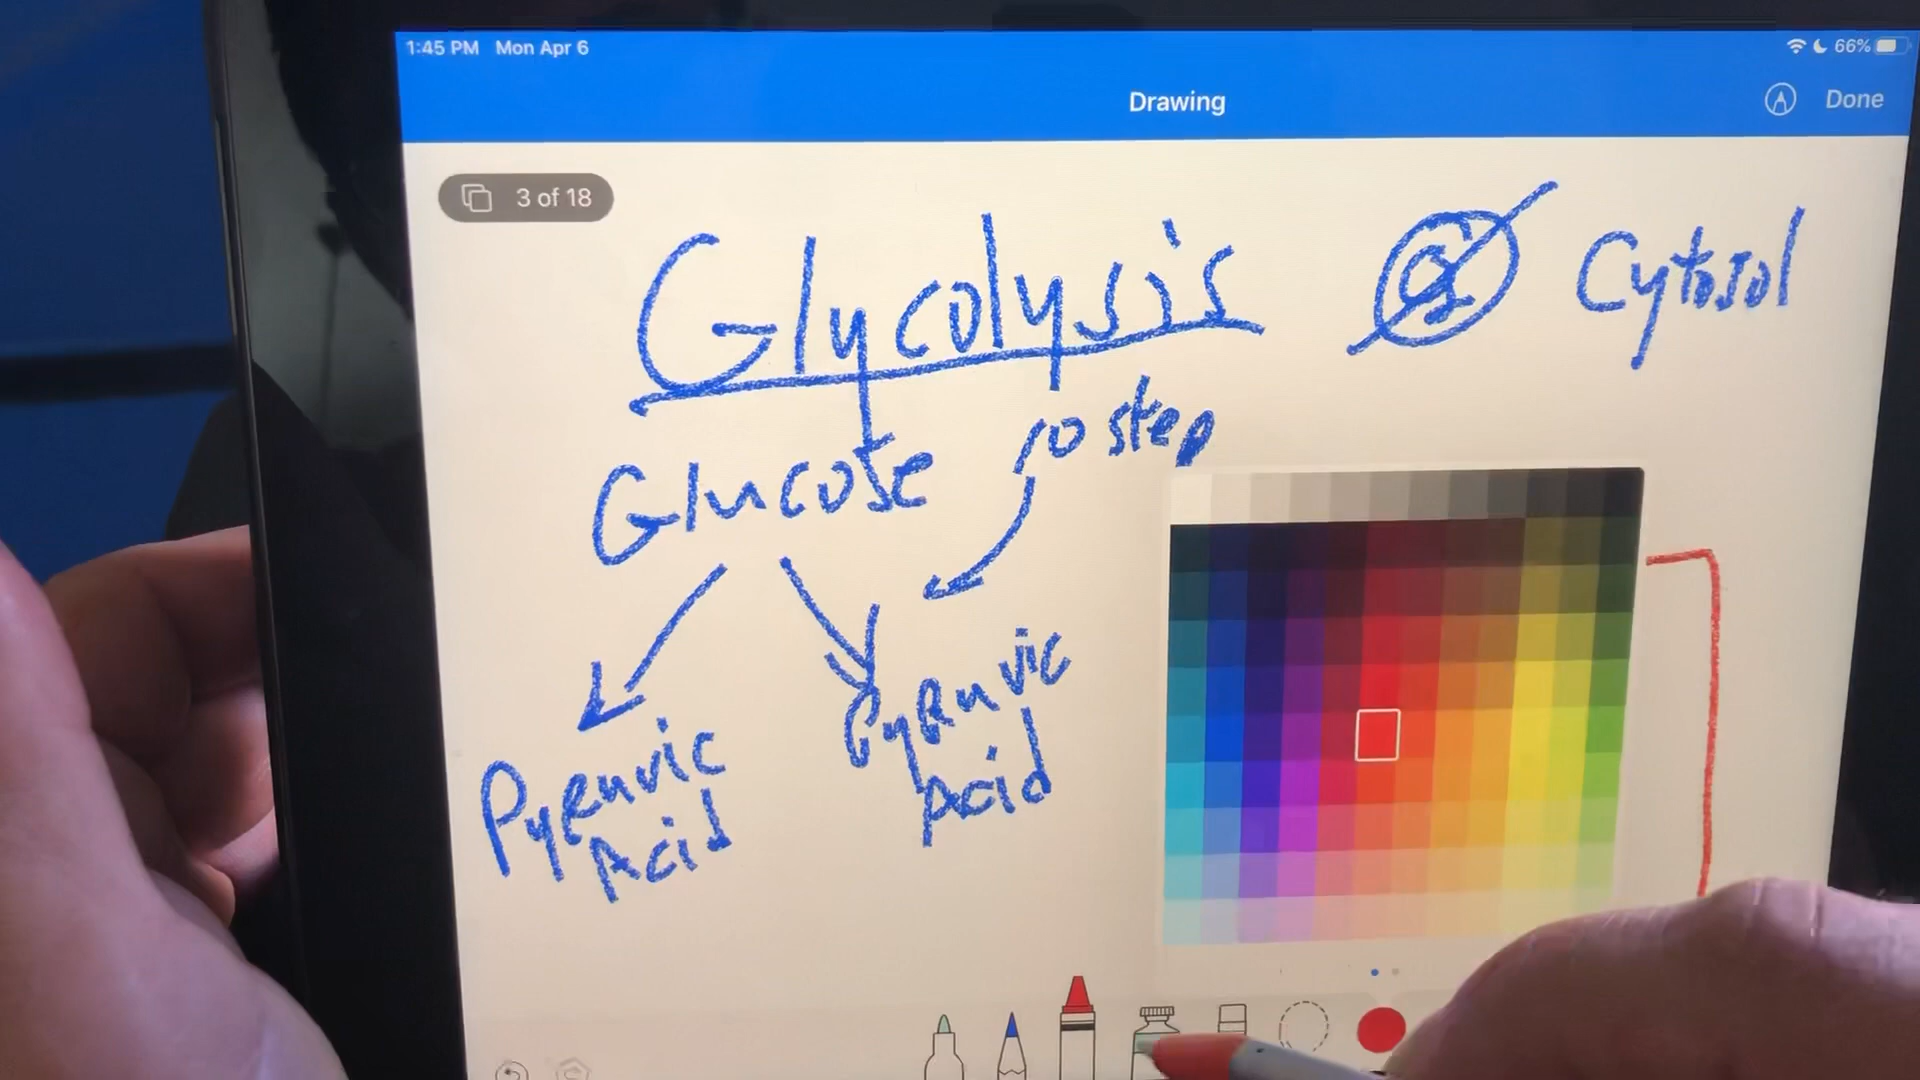 1:45 PM Mon Apr 6
66%
Drawing
Done
3 of 18
Glycolysis
Cytosol
10 step
Glucose
Pyruvic
Acid
Pyruvic
Acid